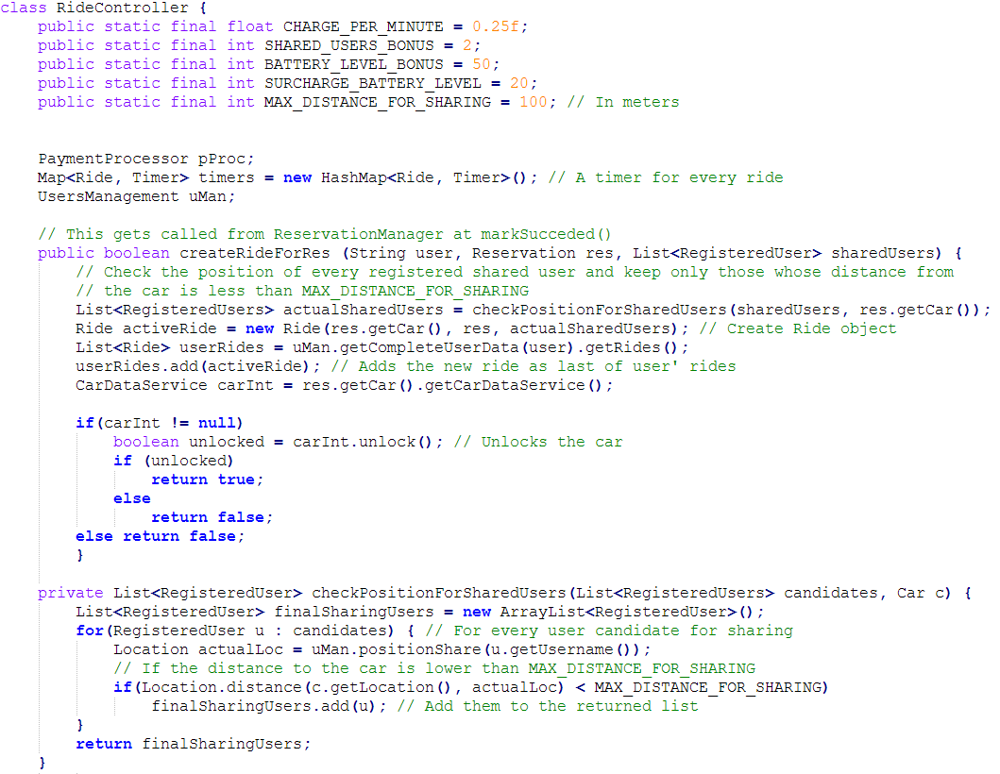 class RideController {
    public static final float CHARGE_PER_MINUTE = 0.25f;
    public static final int SHARED_USERS_BONUS = 2;
    public static final int BATTERY_LEVEL_BONUS = 50;
    public static final int SURCHARGE_BATTERY_LEVEL = 20;
    public static final int MAX_DISTANCE_FOR_SHARING = 100; // In meters
    PaymentProcessor pProc;
    Map<Ride, Timer> timers = new HashMap<Ride, Timer>(); // A timer for every ride
    UsersManagement uMan;
    // This gets called from ReservationManager at markSucceded()
    public boolean createRideForRes (String user, Reservation res, List<RegisteredUser> sharedUsers) {
        // Check the position of every registered shared user and keep only those whose distance from
        // the car is less than MAX_DISTANCE_FOR_SHARING
        List<RegisteredUsers> actualSharedUsers = checkPositionForSharedUsers(sharedUsers, res.getCar());
        Ride activeRide = new Ride(res.getCar(), res, actualSharedUsers); // Create Ride object
        List<Ride> userRides = uMan.getCompleteUserData(user).getRides();
        userRides.add(activeRide); // Adds the new ride as last of user' rides
        CarDataService carInt = res.getCar().getCarDataService();
        if(carInt != null)
            boolean unlocked = carInt.unlock(); // Unlocks the car
            if (unlocked)
                return true;
            else
                return false;
        else return false;
        }
    private List<RegisteredUser> checkPositionForSharedUsers(List<RegisteredUsers> candidates, Car c) {
        List<RegisteredUser> finalSharingUsers = new ArrayList<RegisteredUser>();
        for(RegisteredUser u : candidates) { // For every user candidate for sharing
            Location actualLoc = uMan.positionShare(u.getUsername());
            // If the distance to the car is lower than MAX_DISTANCE_FOR_SHARING
            if(Location.distance(c.getLocation(), actualLoc) < MAX_DISTANCE_FOR_SHARING)
                finalSharingUsers.add(u); // Add them to the returned list
        }
        return finalSharingUsers;
    }